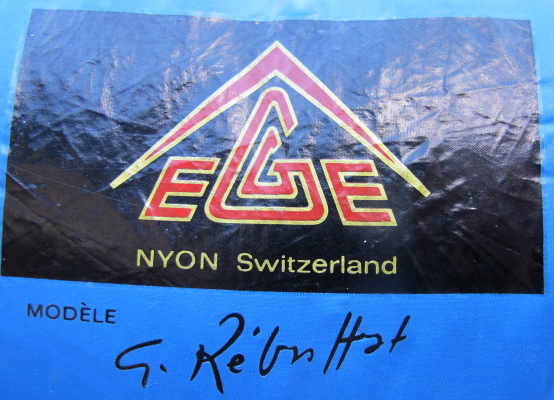 EGE
NYON Switzerland
MODÈLE
G. Rébuffat